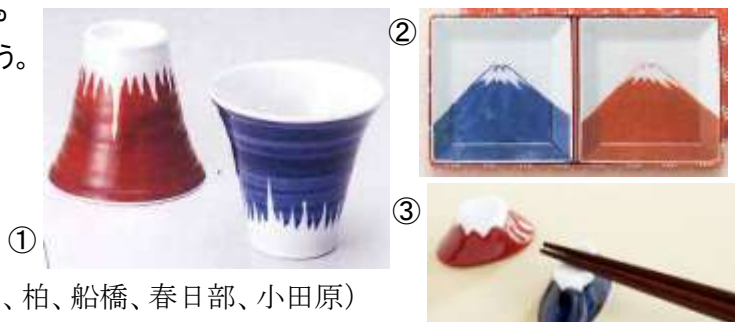 う。
②
③
①
、柏、船橋、春日部、小田原）